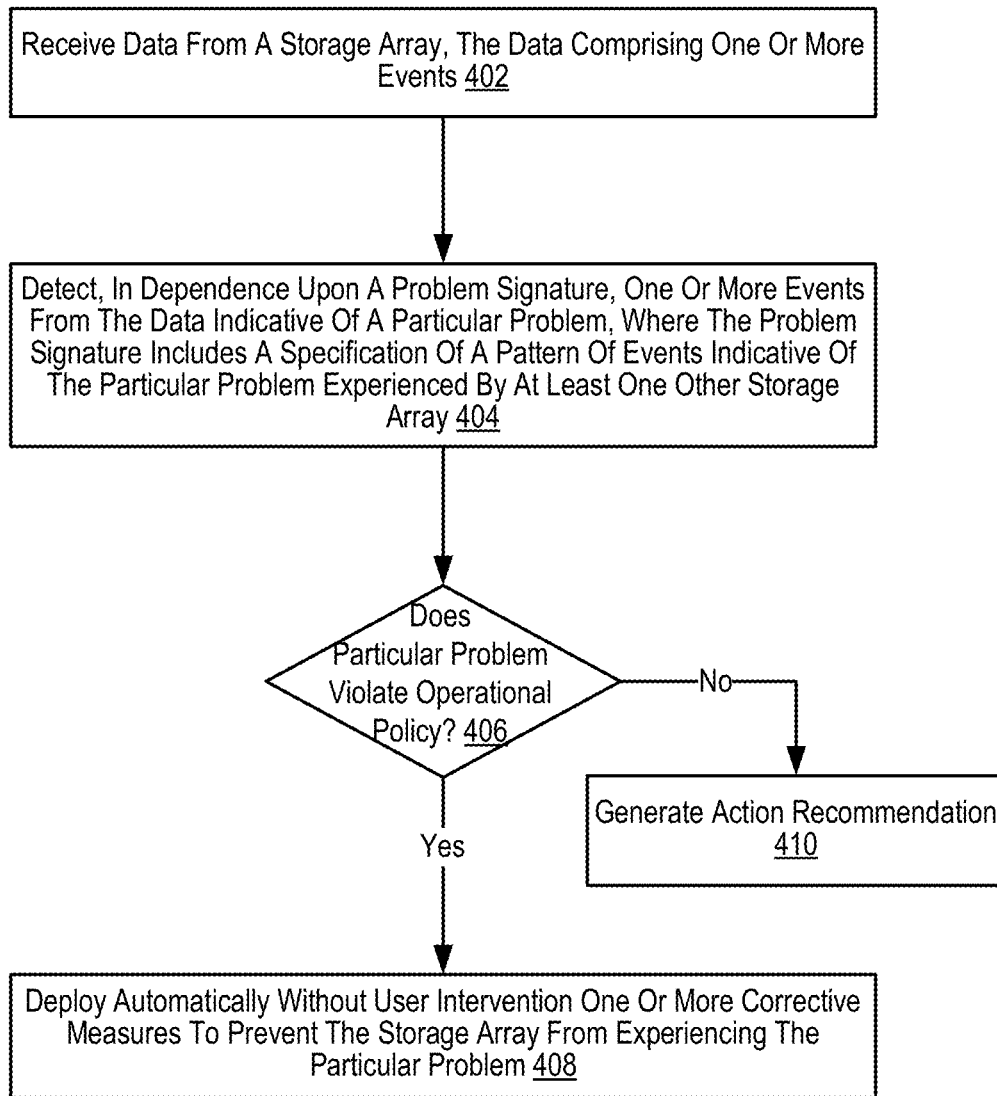 Receive Data From A Storage Array, The Data Comprising One Or More
Events 402
Detect, In Dependence Upon A Problem Signature, One Or More Events
From The Data Indicative Of A Particular Problem, Where The Problem
Signature Includes A Specification Of A Pattern Of Events Indicative Of
The Particular Problem Experienced By At Least One Other Storage
Array 404
Does
Particular Problem
Violate Operational
Policy? 406
No
Generate Action Recommendation
410
Yes
Deploy Automatically Without User Intervention One Or More Corrective
Measures To Prevent The Storage Array From Experiencing The
Particular Problem 408